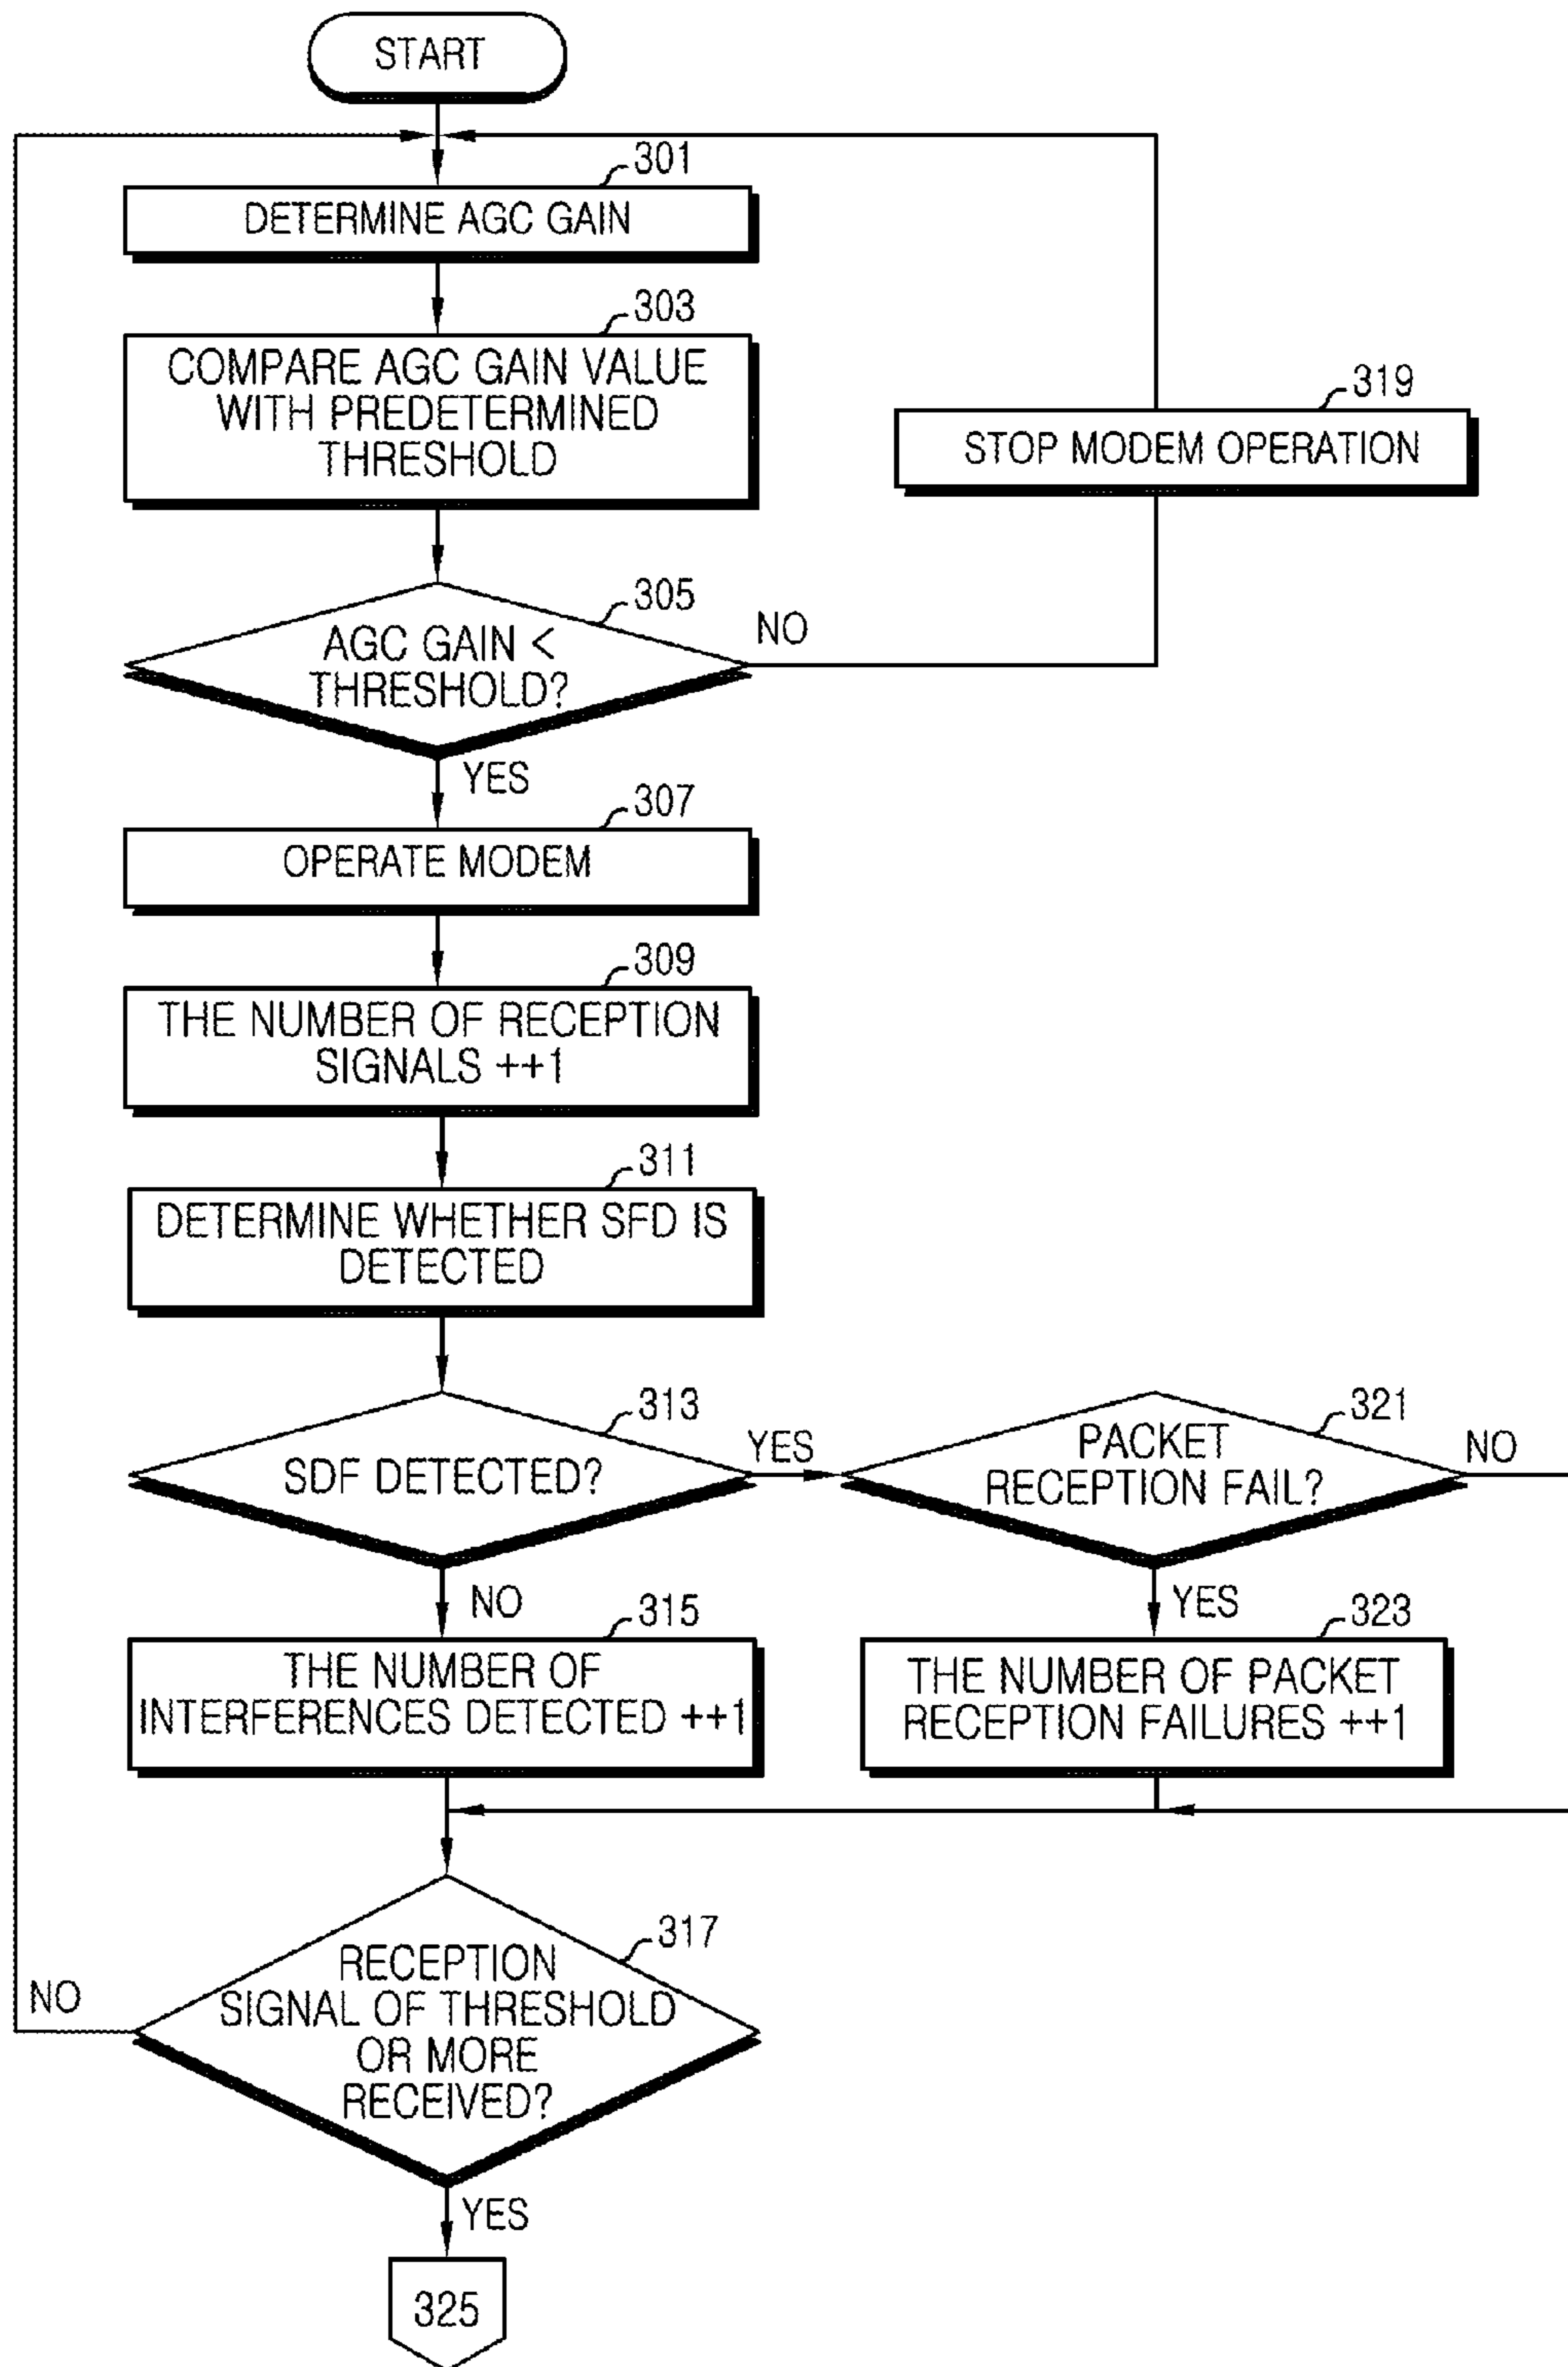 START
301
DETERMINE AGC GAIN
303
COMPARE AGC GAIN VALUE
WITH PREDETERMINED
THRESHOLD
319
STOP MODEM OPERATION
305
AGC GAIN <
THRESHOLD?
NO
YES
307
OPERATE MODEM
309
THE NUMBER OF RECEPTION
SIGNALS ++1
311
DETERMINE WHETHER SFD IS
DETECTED
313
SDF DETECTED?
YES
321
PACKET
RECEPTION FAIL?
NO
NO
YES
315
THE NUMBER OF
INTERFERENCES DETECTED ++1
323
THE NUMBER OF PACKET
RECEPTION FAILURES ++1
317
RECEPTION
SIGNAL OF THRESHOLD
OR MORE
RECEIVED?
NO
YES
325